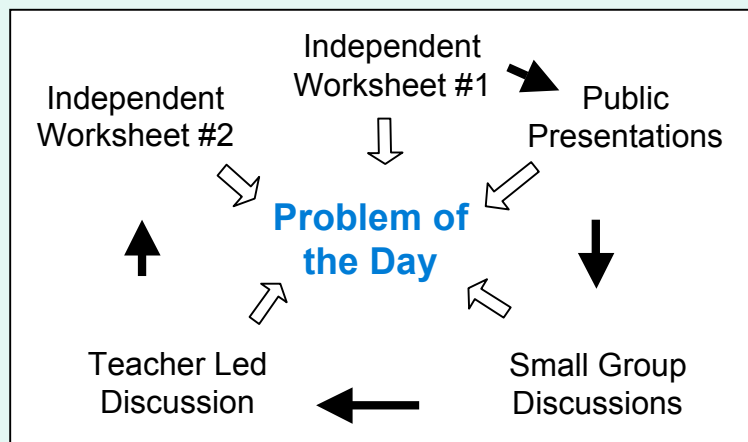 Independent
Worksheet #1
Public
Presentations
Small Group
Discussions
Teacher Led
Discussion
Independent
Worksheet #2
Problem of
the Day